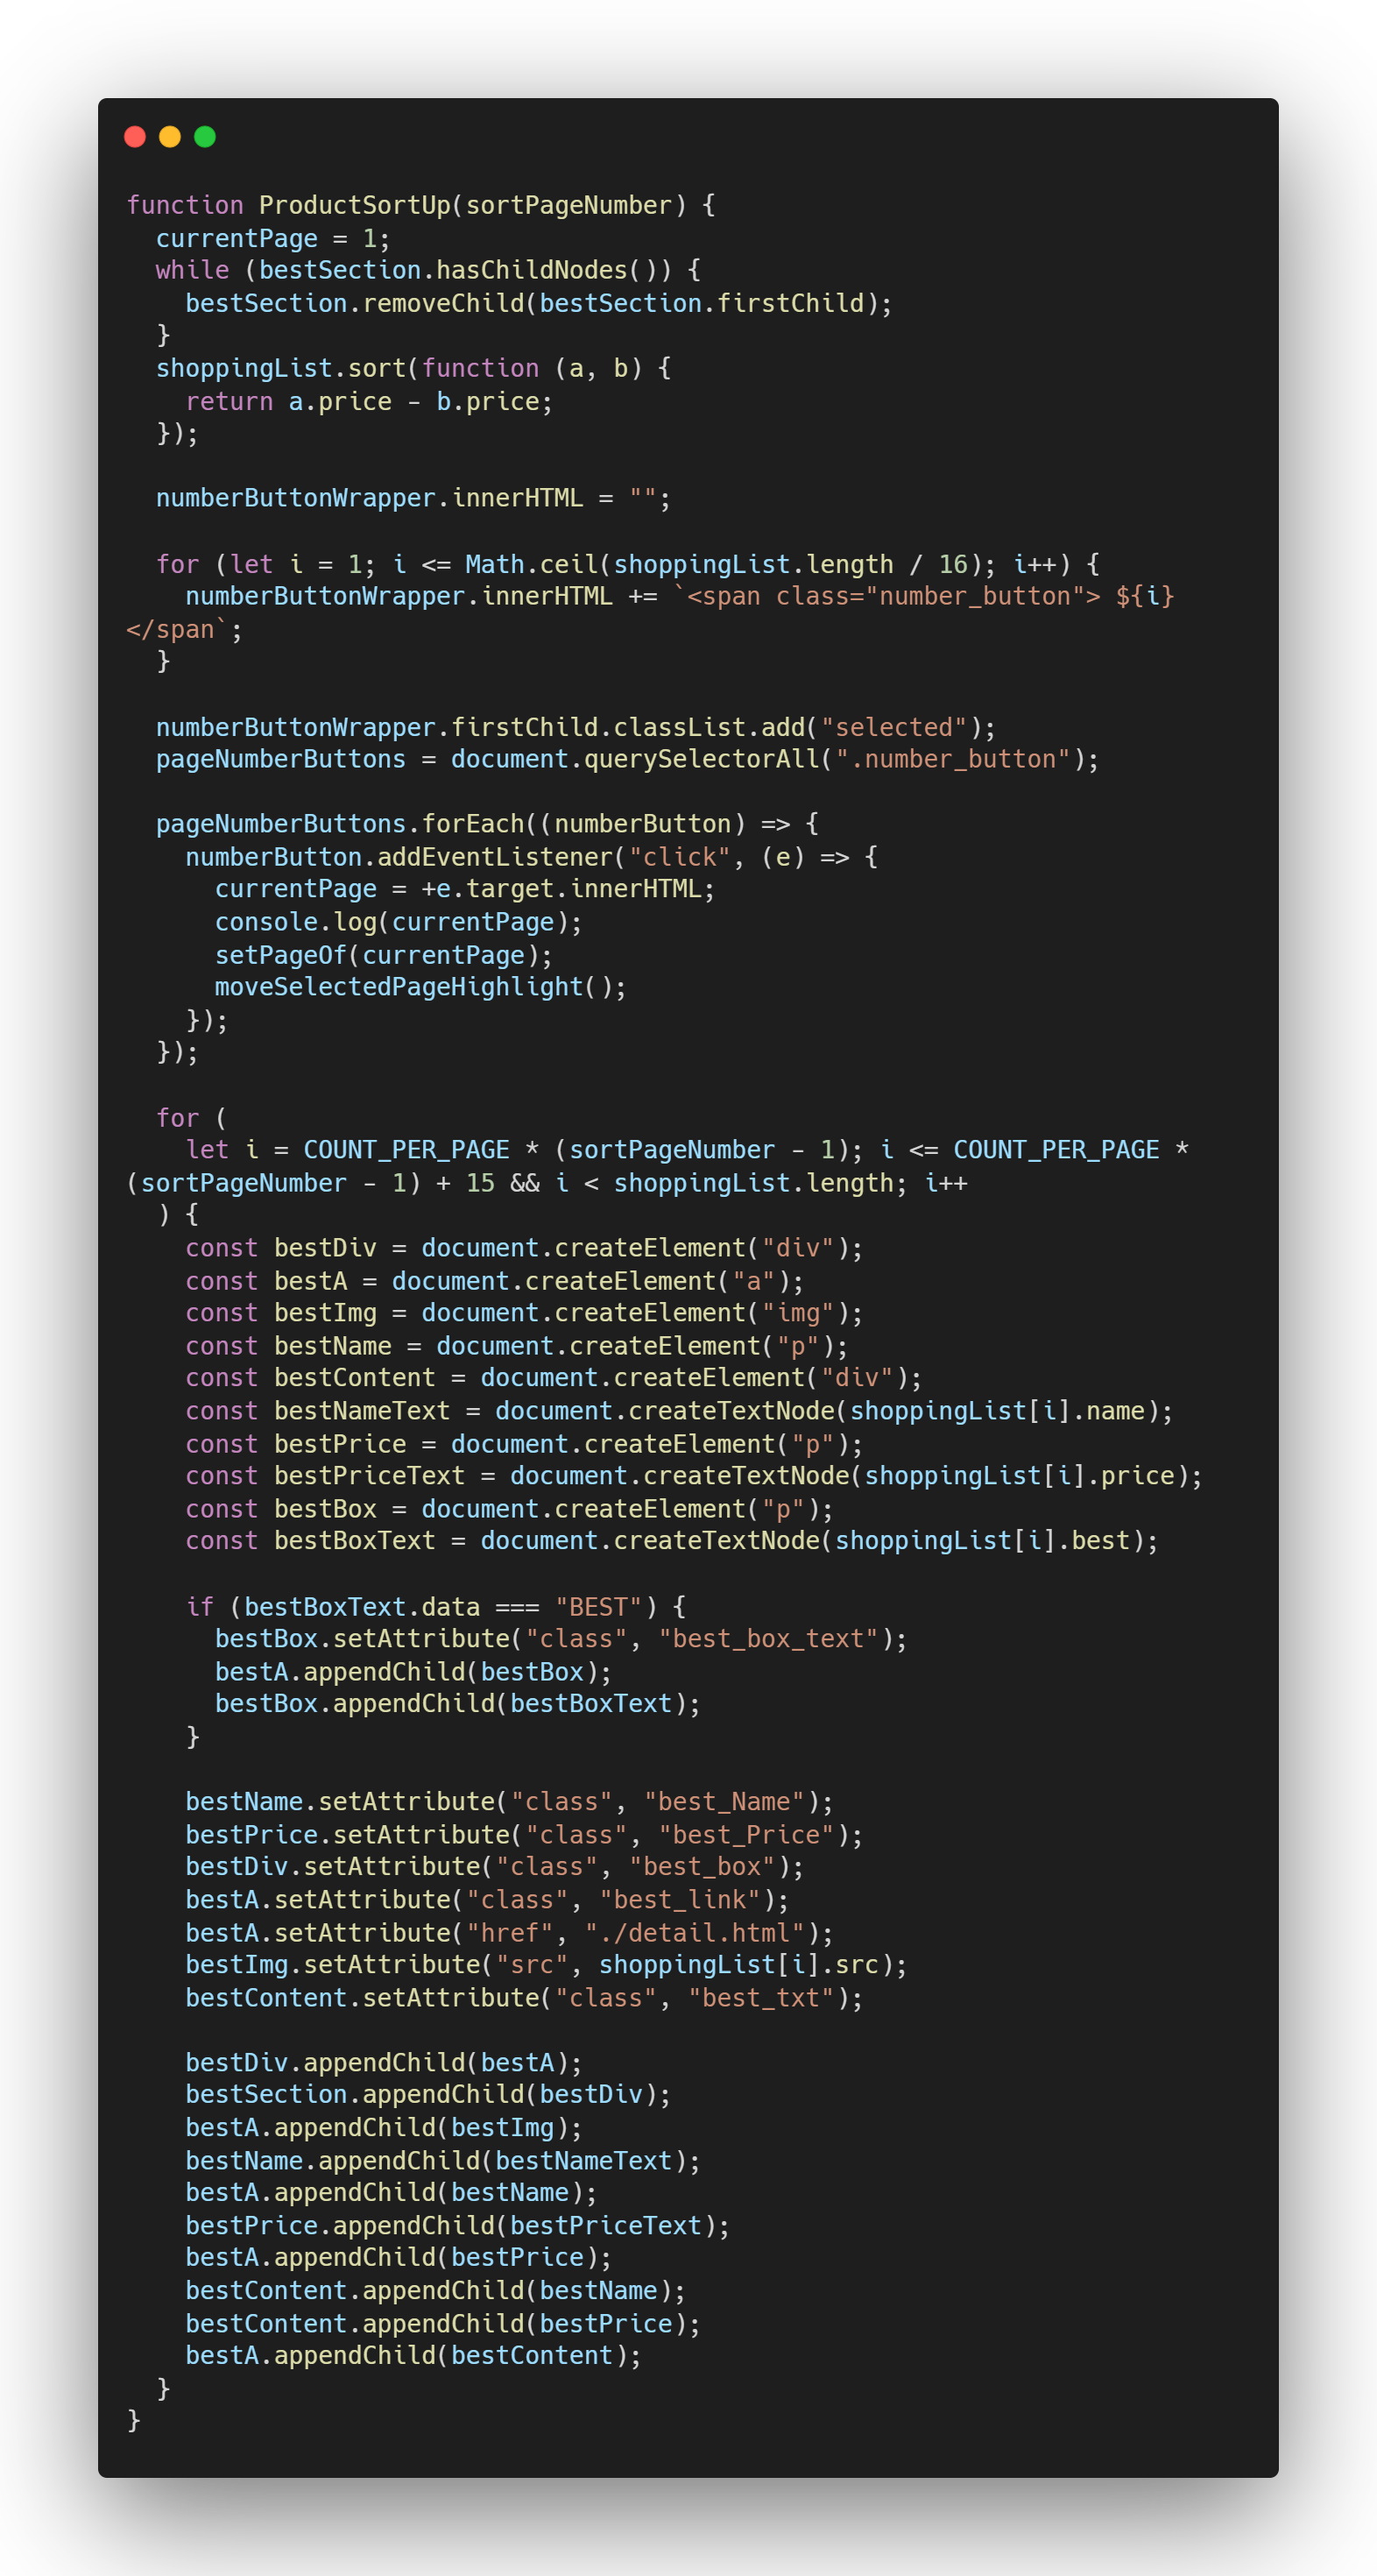 function ProductSortUp(sortPageNumber) {
  currentPage = 1;
  while (bestSection.hasChildNodes()) {
    bestSection.removeChild(bestSection.firstChild);
  }
  shoppingList.sort(function (a, b) {
    return a.price - b.price;
  });

  numberButtonWrapper.innerHTML = "";

  for (let i = 1; i <= Math.ceil(shoppingList.length / 16); i++) {
    numberButtonWrapper.innerHTML += `<span class="number_button"> ${i}
</span`;
  }

  numberButtonWrapper.firstChild.classList.add("selected");
  pageNumberButtons = document.querySelectorAll(".number_button");

  pageNumberButtons.forEach((numberButton) => {
    numberButton.addEventListener("click", (e) => {
      currentPage = +e.target.innerHTML;
      console.log(currentPage);
      setPageOf(currentPage);
      moveSelectedPageHighlight();
    });
  });

  for (
    let i = COUNT_PER_PAGE * (sortPageNumber - 1); i <= COUNT_PER_PAGE *
(sortPageNumber - 1) + 15 && i < shoppingList.length; i++
  ) {
    const bestDiv = document.createElement("div");
    const bestA = document.createElement("a");
    const bestImg = document.createElement("img");
    const bestName = document.createElement("p");
    const bestContent = document.createElement("div");
    const bestNameText = document.createTextNode(shoppingList[i].name);
    const bestPrice = document.createElement("p");
    const bestPriceText = document.createTextNode(shoppingList[i].price);
    const bestBox = document.createElement("p");
    const bestBoxText = document.createTextNode(shoppingList[i].best);

    if (bestBoxText.data === "BEST") {
      bestBox.setAttribute("class", "best_box_text");
      bestA.appendChild(bestBox);
      bestBox.appendChild(bestBoxText);
    }

    bestName.setAttribute("class", "best_Name");
    bestPrice.setAttribute("class", "best_Price");
    bestDiv.setAttribute("class", "best_box");
    bestA.setAttribute("class", "best_link");
    bestA.setAttribute("href", "./detail.html");
    bestImg.setAttribute("src", shoppingList[i].src);
    bestContent.setAttribute("class", "best_txt");

    bestDiv.appendChild(bestA);
    bestSection.appendChild(bestDiv);
    bestA.appendChild(bestImg);
    bestName.appendChild(bestNameText);
    bestA.appendChild(bestName);
    bestPrice.appendChild(bestPriceText);
    bestA.appendChild(bestPrice);
    bestContent.appendChild(bestName);
    bestContent.appendChild(bestPrice);
    bestA.appendChild(bestContent);
  }
}